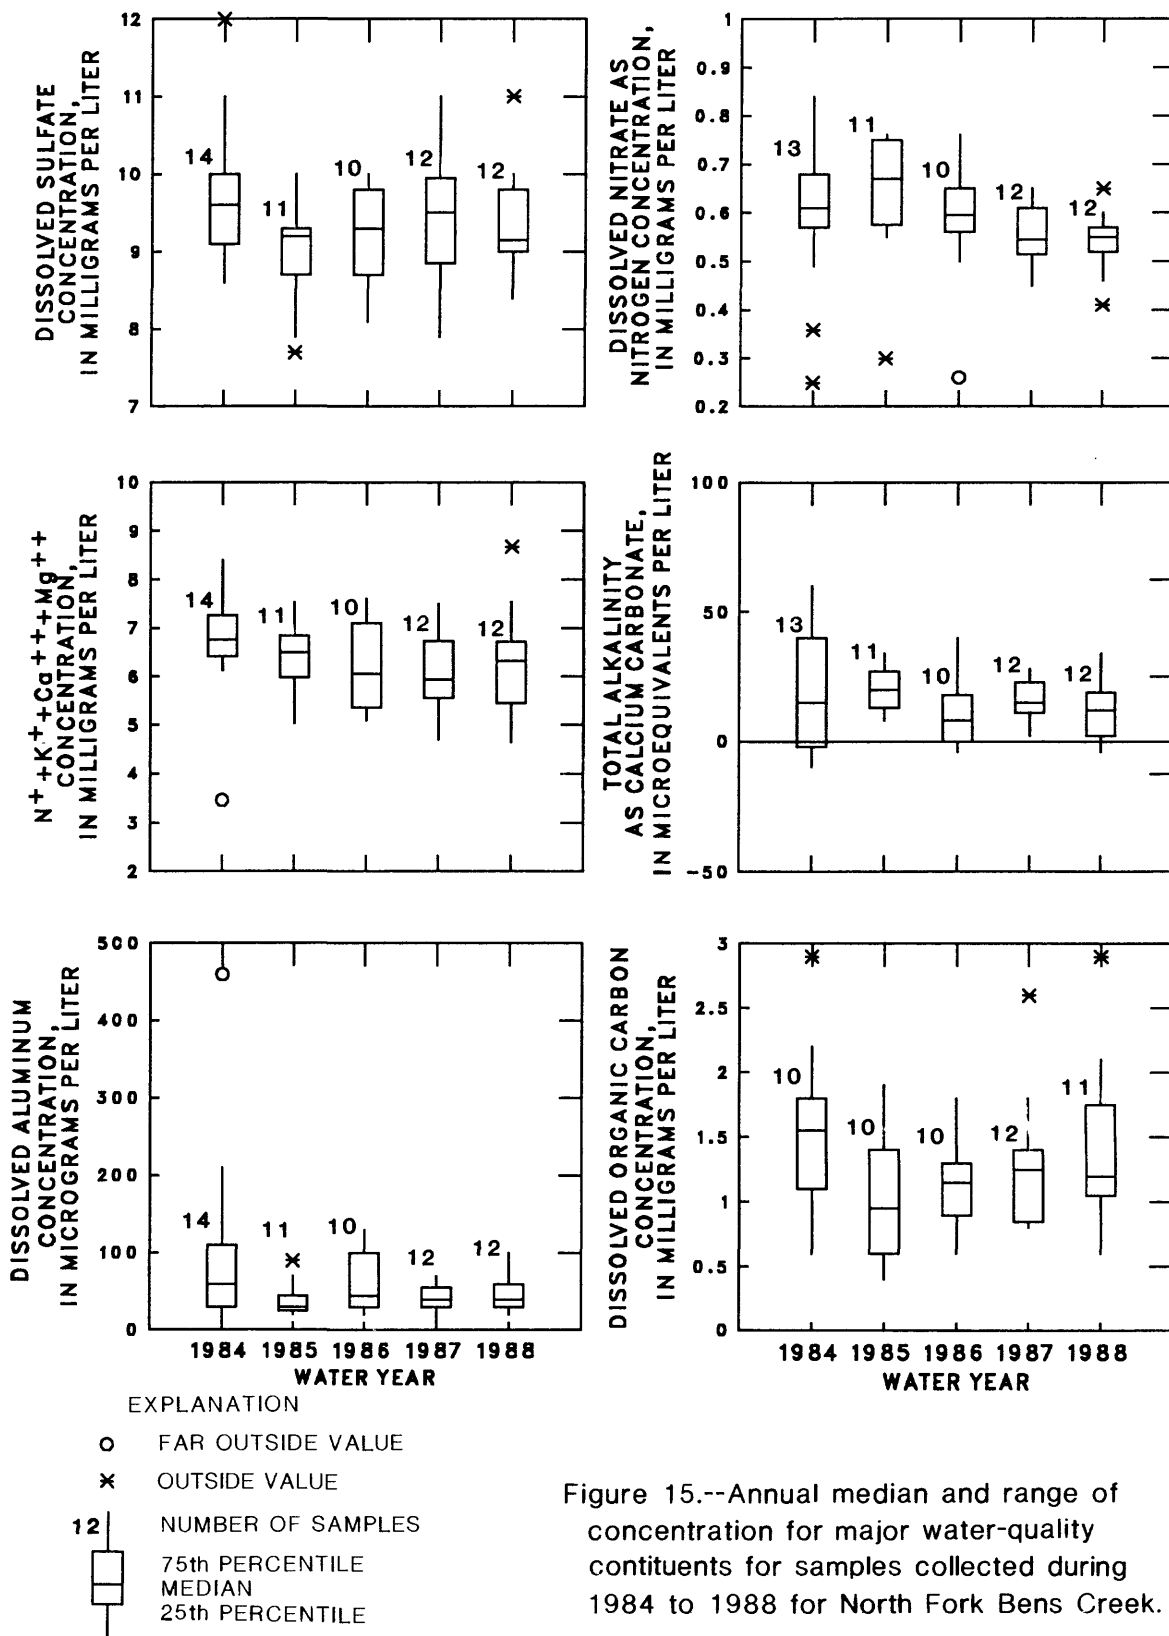 DISSOLVED SULFATE
CONCENTRATION,
IN MILLIGRAMS PER LITER
12
11
10
9
8
7
14
11
10
12
12
DISSOLVED NITRATE AS
NITROGEN CONCENTRATION,
IN MILLIGRAMS PER LITER
1
0.9
0.8
0.7
0.6
0.5
0.4
0.3
0.2
13
11
10
12
12
N+ +K+ +Ca++ +Mg++
CONCENTRATION,
IN MILLIGRAMS PER LITER
10
9
8
7
6
5
4
3
2
14
11
10
12
12
TOTAL ALKALINITY
AS CALCIUM CARBONATE,
IN MICROEQUIVALENTS PER LITER
100
50
0
-50
13
11
10
12
12
DISSOLVED ALUMINUM
CONCENTRATION,
IN MICROGRAMS PER LITER
500
400
300
200
100
0
14
11
10
12
12
1984 1985 1986 1987 1988
WATER YEAR
DISSOLVED ORGANIC CARBON
CONCENTRATION,
IN MILLIGRAMS PER LITER
3
2.5
2
1.5
1
0.5
0
10
10
10
12
11
1984 1985 1986 1987 1988
WATER YEAR
EXPLANATION
FAR OUTSIDE VALUE
OUTSIDE VALUE
12 NUMBER OF SAMPLES
75th PERCENTILE
MEDIAN
25th PERCENTILE
Figure 15.--Annual median and range of
concentration for major water-quality
contituents for samples collected during
1984 to 1988 for North Fork Bens Creek.